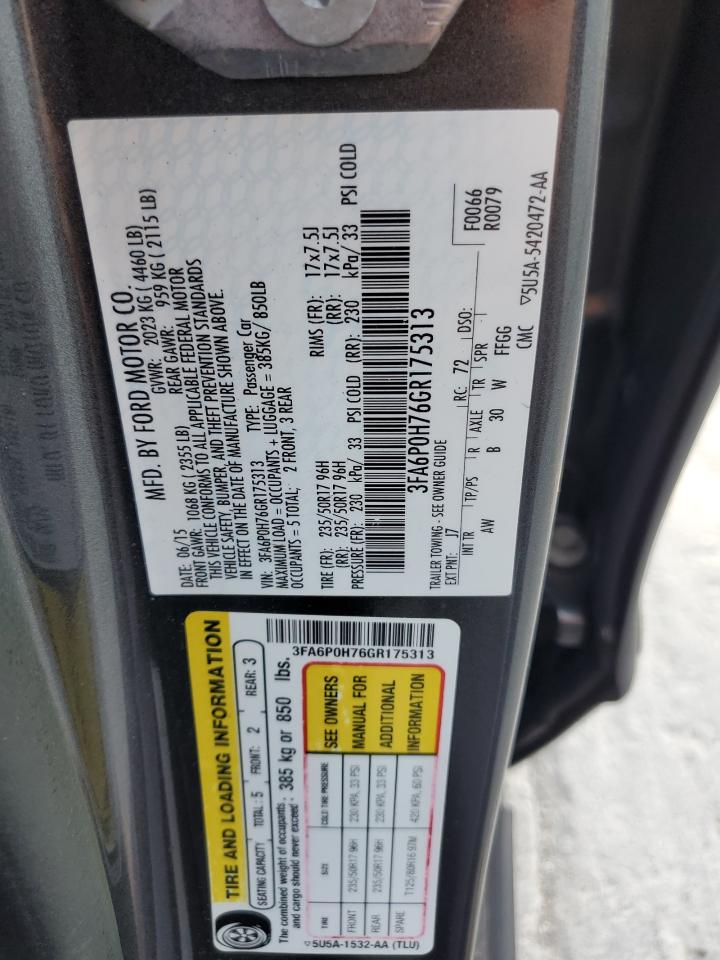 MFD. BY FORD MOTOR CO.
DATE: 06/15 GVWR: 2023 KG ( 4460 LB)
FRONT GAWR: 1068 KG ( 2355 LB) REAR GAWR: 959 KG ( 2115 LB)
THIS VEHICLE CONFORMS TO ALL APPLICABLE FEDERAL MOTOR
VEHICLE SAFETY, BUMPER, AND THEFT PREVENTION STANDARDS
IN EFFECT ON THE DATE OF MANUFACTURE SHOWN ABOVE.
VIN: 3FA6P0H76GR175313 TYPE: Passenger Car
MAXIMUM LOAD = OCCUPANTS + LUGGAGE = 385KG/ 850LB
OCCUPANTS = 5 TOTAL: 2 FRONT, 3 REAR
TIRE (FR): 235/50R17 96H RIMS (FR): 17x7.5J
(RR): 235/50R17 96H (RR): 17x7.5J
PRESSURE (FR): 230 kPa/ 33 PSI COLD (RR): 230 kPa/ 33 PSI COLD
3FA6P0H76GR175313
TRAILER TOWING - SEE OWNER GUIDE
EXT PNT: J7 RC: 72 DSO: F0066
R0079
INT TR TP/PS R AXLE TR SPR
AW B 30 W FFGG
CMC ▽5U5A-5420472-AA
TIRE AND LOADING INFORMATION
SEATING CAPACITY TOTAL: 5 FRONT: 2 REAR: 3
The combined weight of occupants
and cargo should never exceed: 385 kg or 850 lbs.
3FA6P0H76GR175313
TIRE SIZE COLD TIRE PRESSURE SEE OWNERS
FRONT 235/50R17 96H 230 KPA, 33 PSI MANUAL FOR
REAR 235/50R17 96H 230 KPA, 33 PSI ADDITIONAL
SPARE T125/80R16 97M 420 KPA, 60 PSI INFORMATION
▽5U5A-1532-AA (TLU)